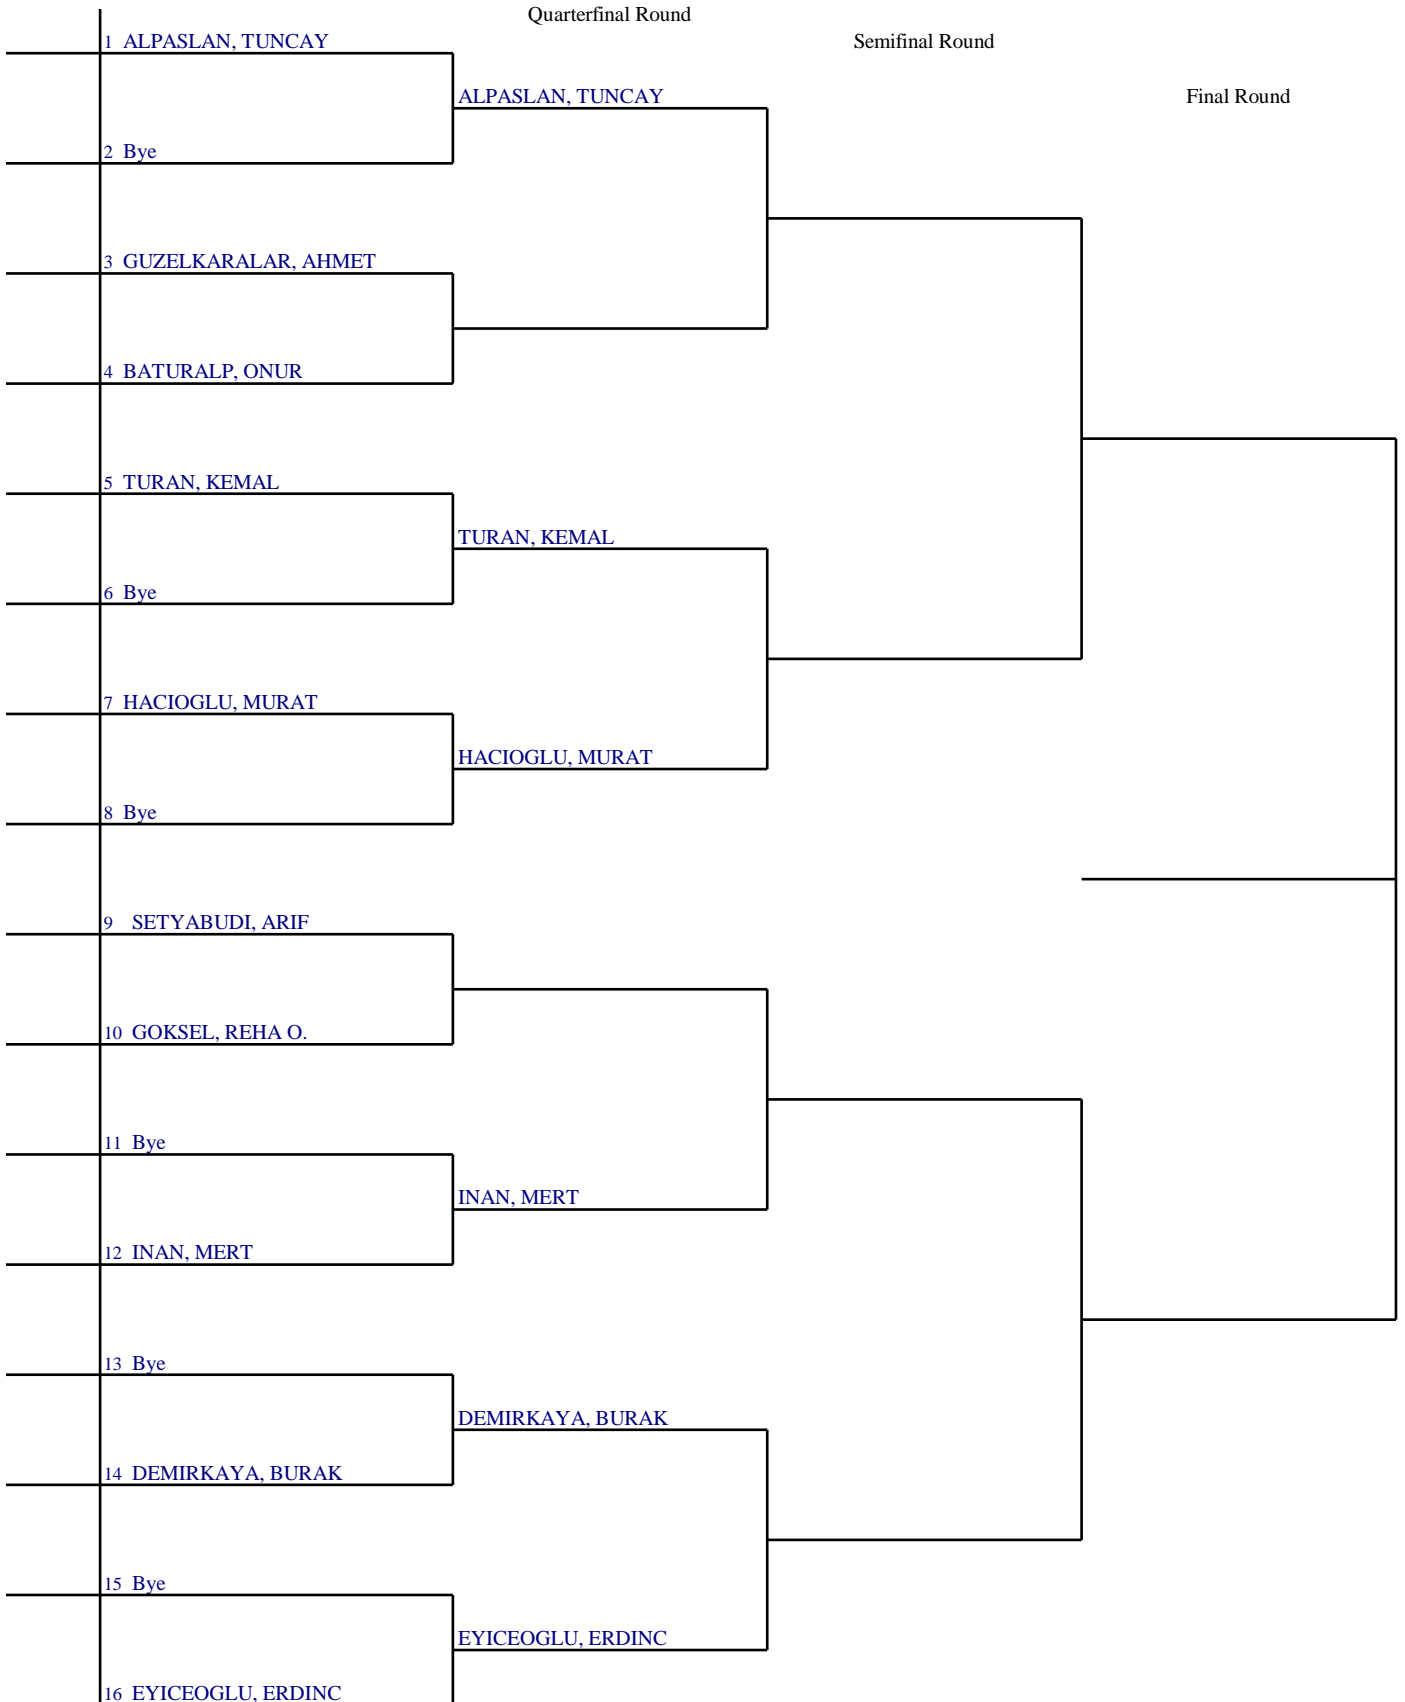 Quarterfinal Round
1 ALPASLAN, TUNCAY
Semifinal Round
ALPASLAN, TUNCAY
Final Round
2 Bye
3 GUZELKARALAR, AHMET
4 BATURALP, ONUR
5 TURAN, KEMAL
TURAN, KEMAL
6 Bye
7 HACIOGLU, MURAT
HACIOGLU, MURAT
8 Bye
9 SETYABUDI, ARIF
10 GOKSEL, REHA O.
11 Bye
INAN, MERT
12 INAN, MERT
13 Bye
DEMIRKAYA, BURAK
14 DEMIRKAYA, BURAK
15 Bye
EYICEOGLU, ERDINC
16 EYICEOGLU, ERDINC